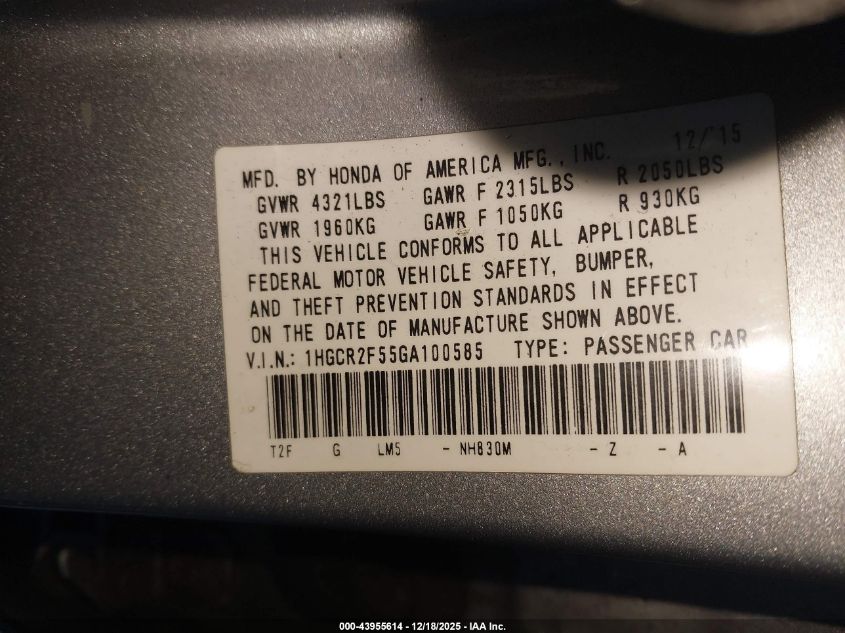 MFD. BY HONDA OF AMERICA MFG., INC. 12/'15
GVWR 4321LBS GAWR F 2315LBS R 2050LBS
GVWR 1960KG GAWR F 1050KG R 930KG
THIS VEHICLE CONFORMS TO ALL APPLICABLE
FEDERAL MOTOR VEHICLE SAFETY, BUMPER,
AND THEFT PREVENTION STANDARDS IN EFFECT
ON THE DATE OF MANUFACTURE SHOWN ABOVE.
V.I.N.: 1HGCR2F55GA100585 TYPE: PASSENGER CAR
T2F G LM5 - NH830M - Z - A
000-43955614 - 12/18/2025 - IAA Inc.